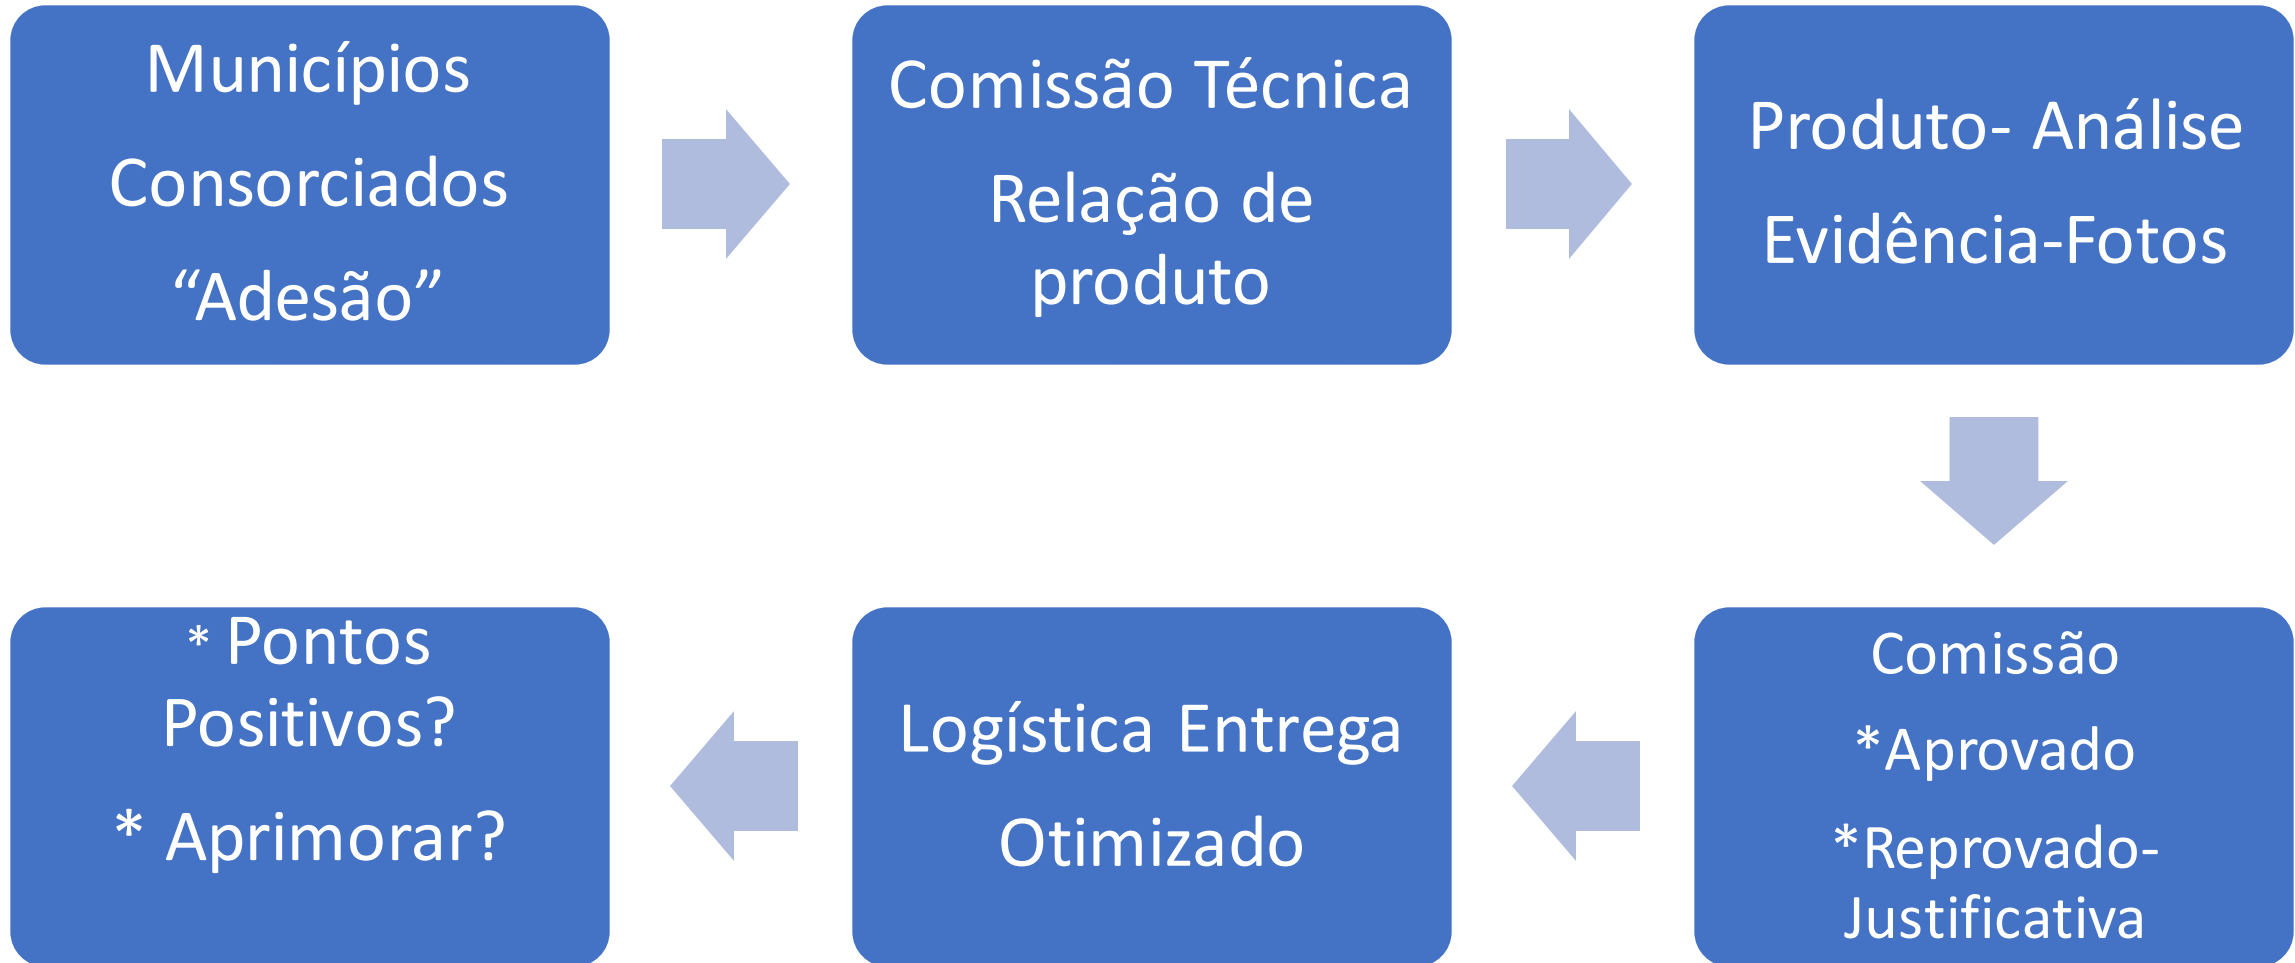 Municípios
Consorciados
“Adesão”
Comissão Técnica
Relação de
produto
Produto- Análise
Evidência-Fotos
Comissão
*Aprovado
*Reprovado-
Justificativa
Logística Entrega
Otimizado
* Pontos
Positivos?
* Aprimorar?